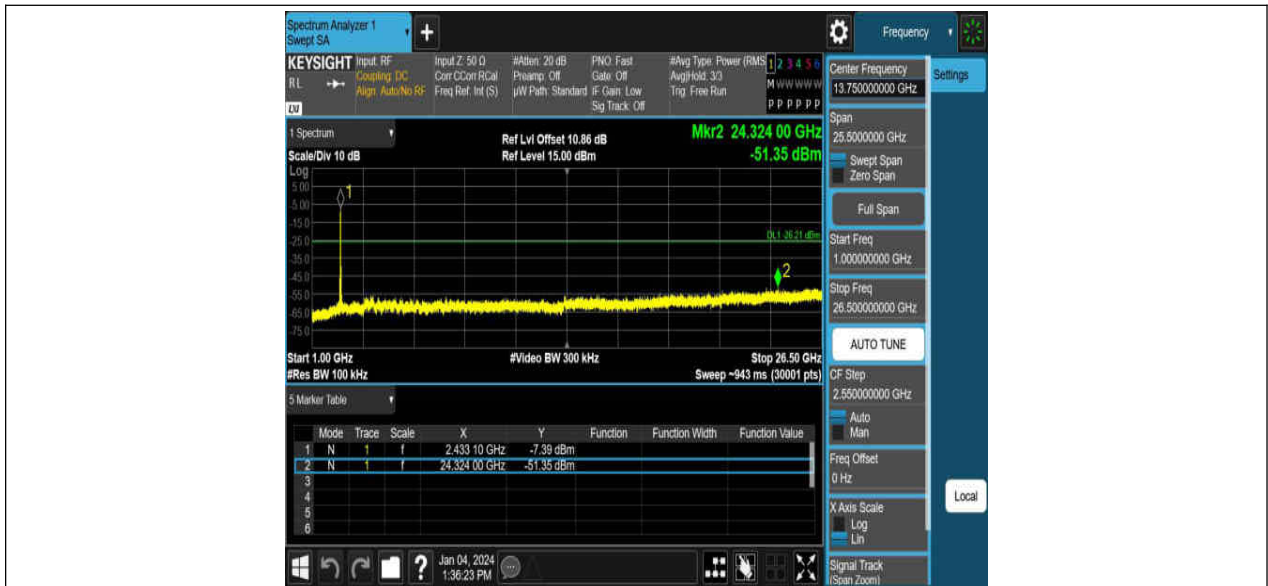 Spectrum Analyzer 1
Swept SA
+
Frequency
KEYSIGHT
RL
LXI
Input: RF
Coupling: DC
Align: Auto/No RF
Input Z: 50 Ω
Corr CCorr RCal
Freq Ref: Int (S)
#Atten: 20 dB
Preamp: Off
µW Path: Standard
PNO: Fast
Gate: Off
IF Gain: Low
Sig Track: Off
#Avg Type: Power (RMS
Avg|Hold: 3/3
Trig: Free Run
1 2 3 4 5 6
M W W W W W
P P P P P P
1 Spectrum
Scale/Div 10 dB
Ref Lvl Offset 10.86 dB
Ref Level 15.00 dBm
Mkr2 24.324 00 GHz
-51.35 dBm
Log
5.00
-5.00
-15.0
-25.0
-35.0
-45.0
-55.0
-65.0
-75.0
1
DL1 -26.21 dBm
2
Start 1.00 GHz
#Video BW 300 kHz
Stop 26.50 GHz
#Res BW 100 kHz
Sweep ~943 ms (30001 pts)
5 Marker Table
Mode Trace Scale X Y Function Function Width Function Value
1 N 1 f 2.433 10 GHz -7.39 dBm
2 N 1 f 24.324 00 GHz -51.35 dBm
3
4
5
6
Jan 04, 2024
1:36:23 PM
?
Center Frequency
13.750000000 GHz
Settings
Span
25.5000000 GHz
Swept Span
Zero Span
Full Span
Start Freq
1.000000000 GHz
Stop Freq
26.500000000 GHz
AUTO TUNE
CF Step
2.550000000 GHz
Auto
Man
Freq Offset
0 Hz
X Axis Scale
Log
Lin
Local
Signal Track
(Span Zoom)